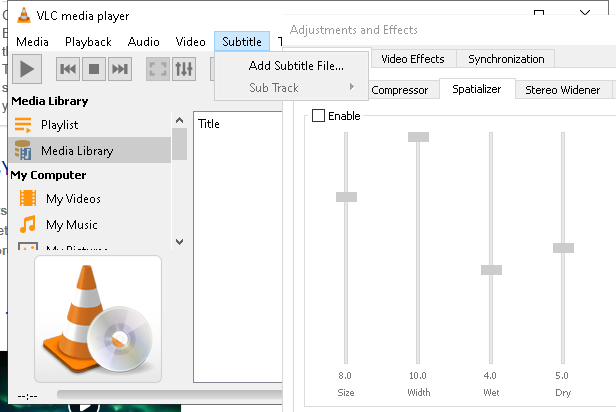 VLC media player
Adjustments and Effects
Media Playback Audio Video Subtitle
Add Subtitle File...
Sub Track
Video Effects Synchronization
Compressor Spatializer Stereo Widener
Enable
Media Library
Playlist
Media Library
My Computer
My Videos
My Music
My Pictures
Title
8.0 10.0 4.0 5.0
Size Width Wet Dry
--:--